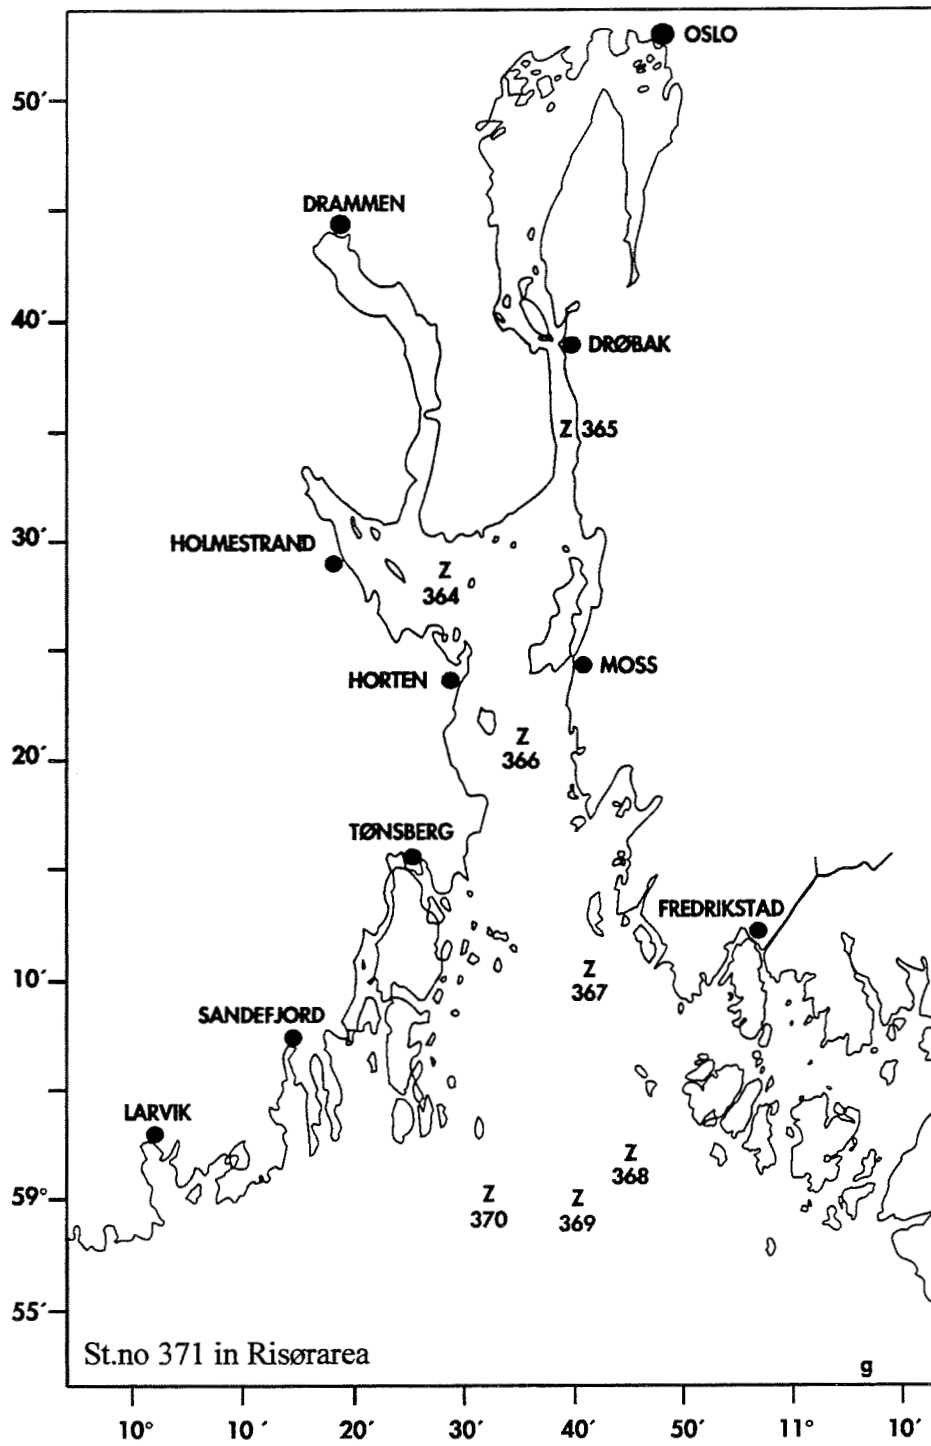 OSLO
50′
DRAMMEN
40′
DRØBAK
Z 365
30′
HOLMESTRAND
Z
364
MOSS
HORTEN
Z
366
20′
TØNSBERG
FREDRIKSTAD
Z
367
10′
SANDEFJORD
LARVIK
Z
368
59°
Z
370
Z
369
55′
St.no 371 in Risørarea
g
10°
10 ′
20′
30′
40′
50′
11°
10′